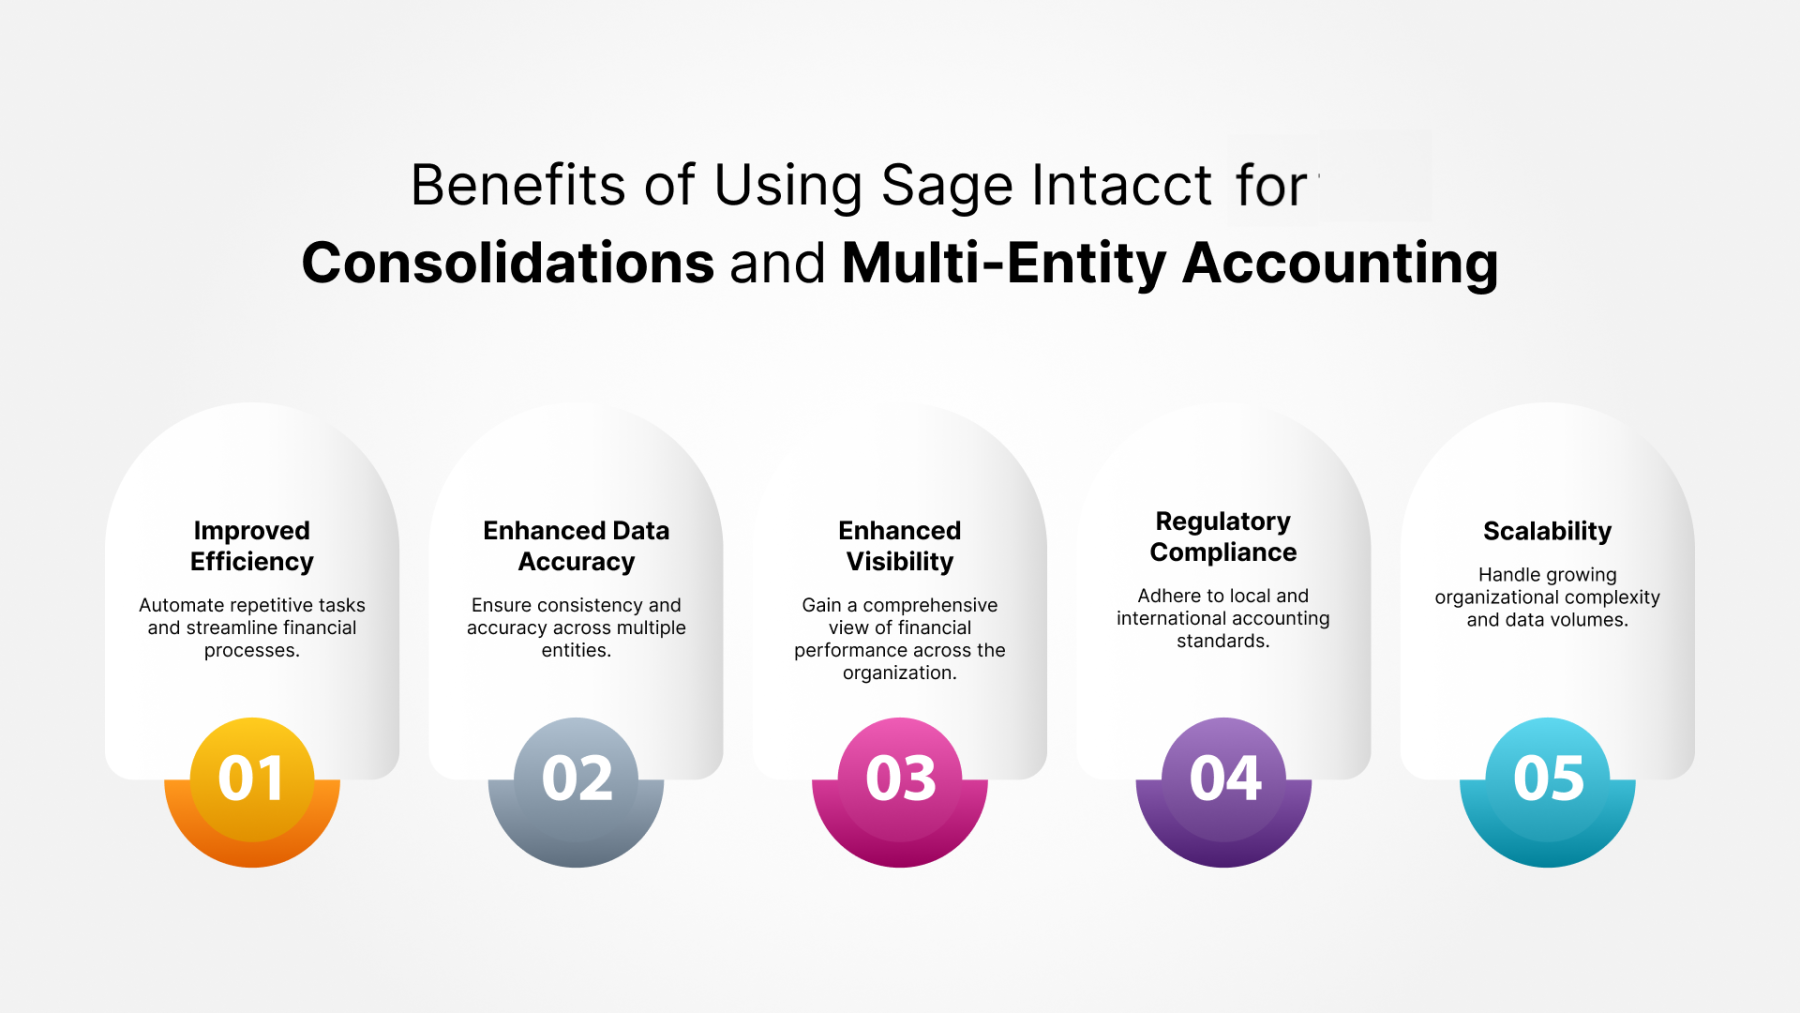 Benefits of Using Sage Intacct for
Consolidations and Multi-Entity Accounting
Improved
Efficiency
Automate repetitive tasks
and streamline financial
processes.
01
Enhanced Data
Accuracy
Ensure consistency and
accuracy across multiple
entities.
02
Enhanced
Visibility
Gain a comprehensive
view of financial
performance across the
organization.
03
Regulatory
Compliance
Adhere to local and
international accounting
standards.
04
Scalability
Handle growing
organizational complexity
and data volumes.
05